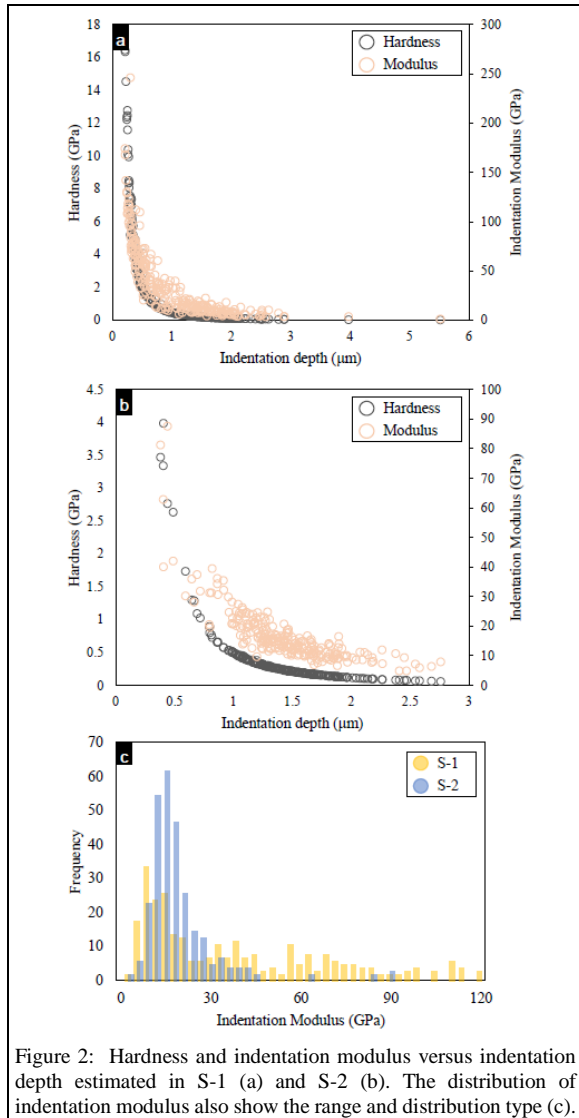 a
Hardness
Modulus
18
16
14
12
10
8
6
4
2
0
Hardness (GPa)
300
250
200
150
100
50
0
Indentation Modulus (GPa)
0 1 2 3 4 5 6
Indentation depth (μm)
b
Hardness
Modulus
4.5
4
3.5
3
2.5
2
1.5
1
0.5
0
Hardness (GPa)
100
90
80
70
60
50
40
30
20
10
0
Indentation Modulus (GPa)
0 0.5 1 1.5 2 2.5 3
Indentation depth (μm)
c
S-1
S-2
70
60
50
40
30
20
10
0
Frequency
0 30 60 90 120
Indentation Modulus (GPa)
Figure 2: Hardness and indentation modulus versus indentation
depth estimated in S-1 (a) and S-2 (b). The distribution of
indentation modulus also show the range and distribution type (c).